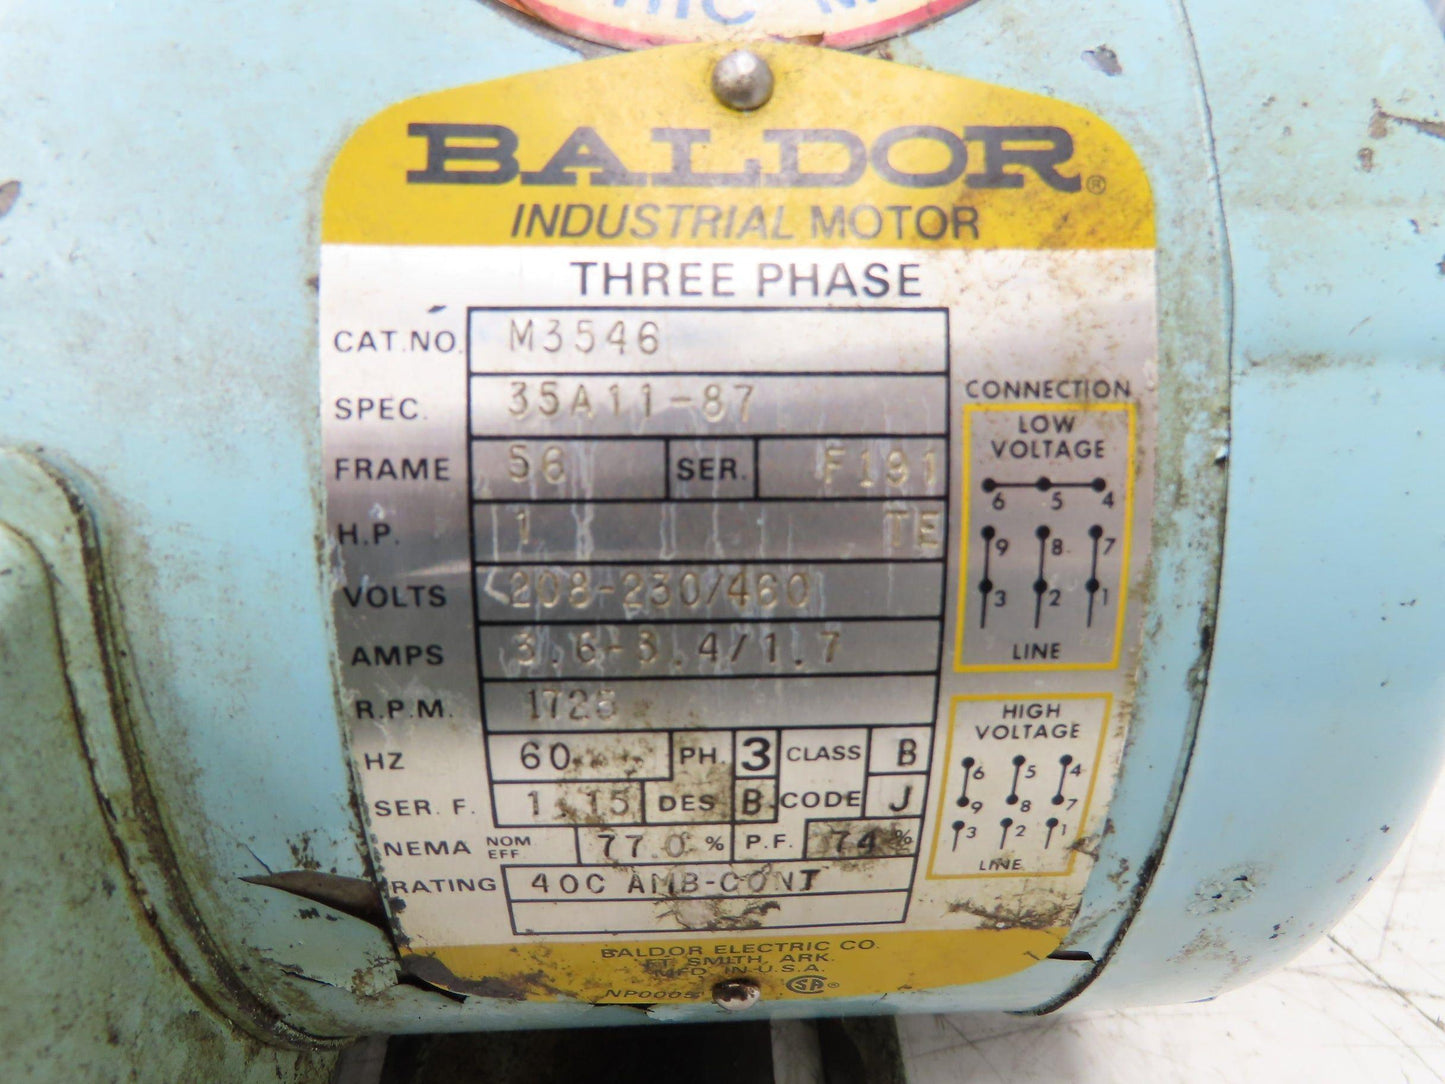 BALDOR®
INDUSTRIAL MOTOR
THREE PHASE
CAT.NO. M3546
SPEC. 35A11-87
FRAME 56 SER. F191
H.P. 1 TE
VOLTS 208-230/460
AMPS 3.6-3.4/1.7
R.P.M. 1725
HZ 60 PH. 3 CLASS B
SER. F. 1.15 DES B CODE J
NEMA NOM EFF. 77.0 % P.F. 74 %
RATING 40C AMB-CONT
CONNECTION
LOW
VOLTAGE
6 5 4
9 8 7
3 2 1
LINE
HIGH
VOLTAGE
6 5 4
9 8 7
3 2 1
LINE
BALDOR ELECTRIC CO.
FT. SMITH, ARK.
MFD. IN U.S.A.
SA®